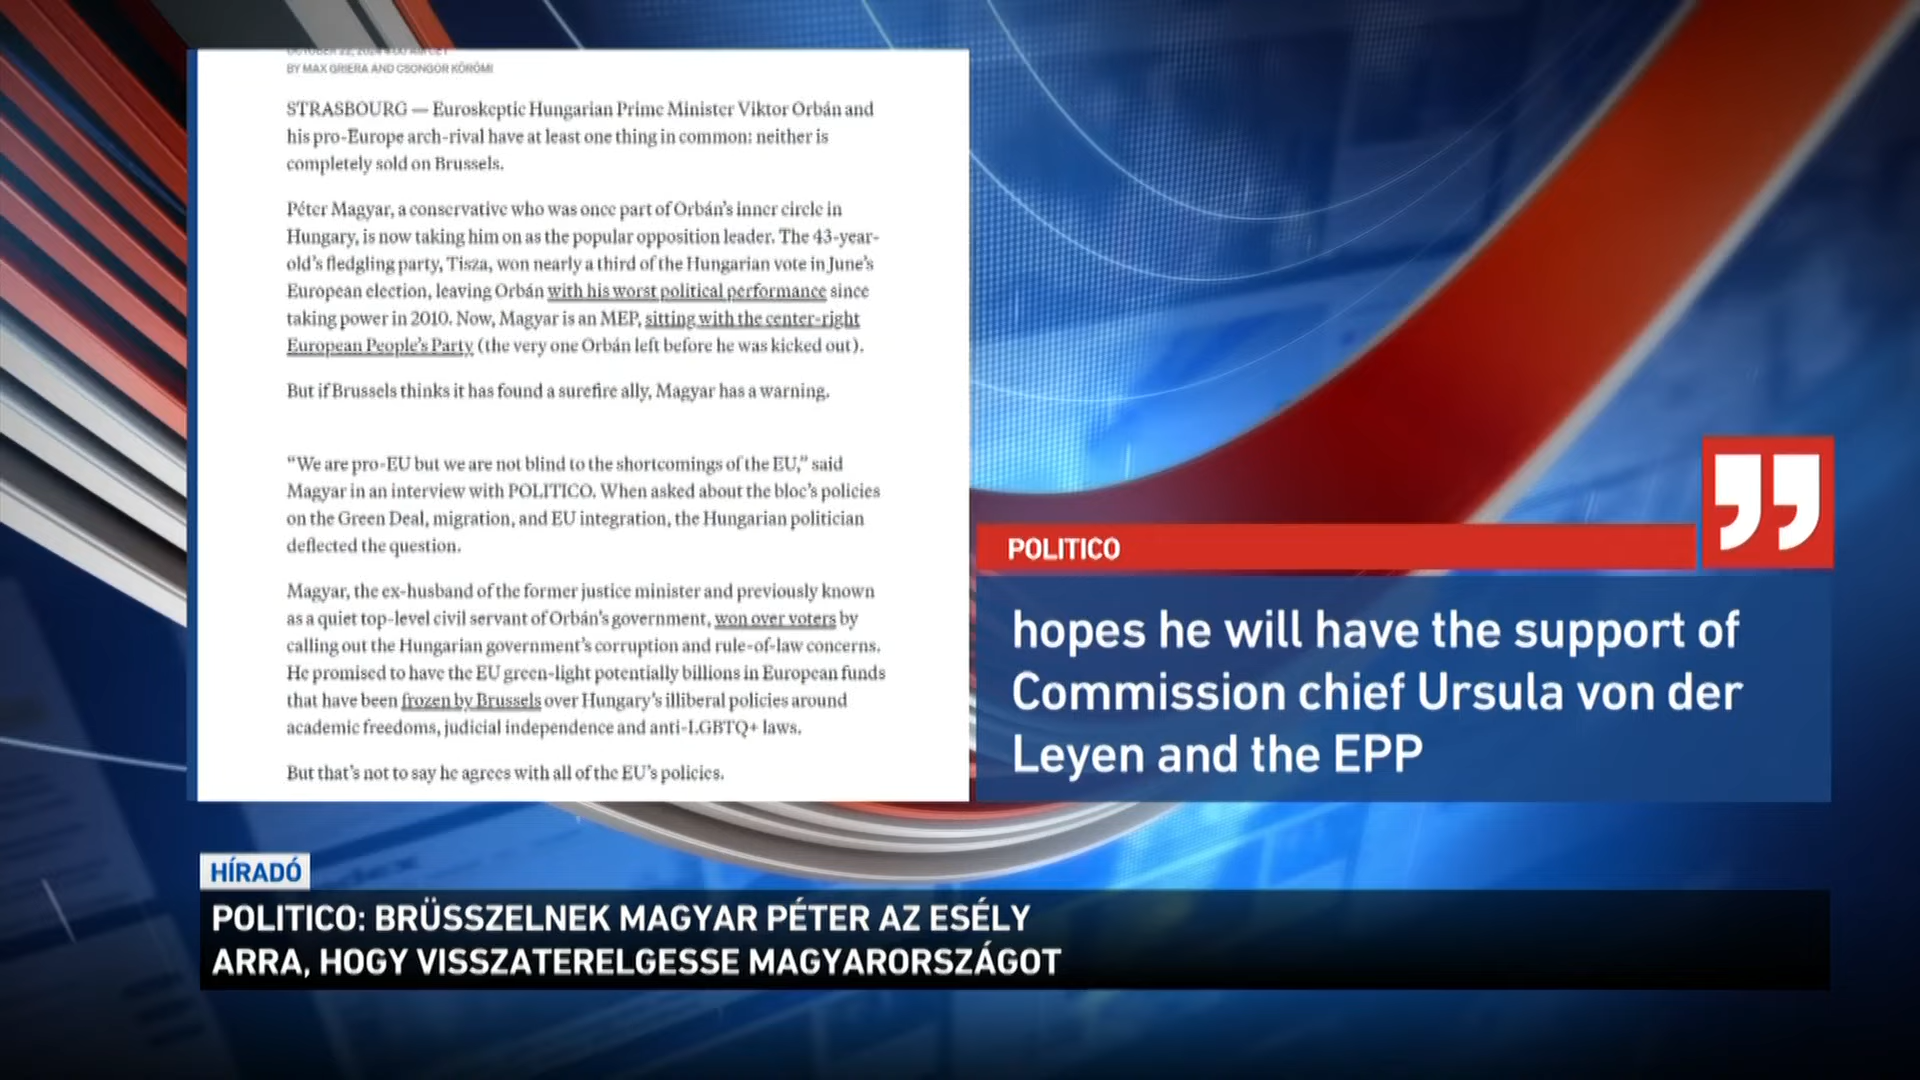 OCTOBER 22, 2024 4:00 AM CET
BY MAX GRIERA AND CSONGOR KÖRÖMI
STRASBOURG — Euroskeptic Hungarian Prime Minister Viktor Orbán and
his pro-Europe arch-rival have at least one thing in common: neither is
completely sold on Brussels.
Péter Magyar, a conservative who was once part of Orbán's inner circle in
Hungary, is now taking him on as the popular opposition leader. The 43-year-
old's fledgling party, Tisza, won nearly a third of the Hungarian vote in June's
European election, leaving Orbán with his worst political performance since
taking power in 2010. Now, Magyar is an MEP, sitting with the center-right
European People's Party (the very one Orbán left before he was kicked out).
But if Brussels thinks it has found a surefire ally, Magyar has a warning.
“We are pro-EU but we are not blind to the shortcomings of the EU,” said
Magyar in an interview with POLITICO. When asked about the bloc's policies
on the Green Deal, migration, and EU integration, the Hungarian politician
deflected the question.
Magyar, the ex-husband of the former justice minister and previously known
as a quiet top-level civil servant of Orbán's government, won over voters by
calling out the Hungarian government's corruption and rule-of-law concerns.
He promised to have the EU green-light potentially billions in European funds
that have been frozen by Brussels over Hungary's illiberal policies around
academic freedoms, judicial independence and anti-LGBTQ+ laws.
But that's not to say he agrees with all of the EU's policies.
”
POLITICO
hopes he will have the support of
Commission chief Ursula von der
Leyen and the EPP
HÍRADÓ
POLITICO: BRÜSSZELNEK MAGYAR PÉTER AZ ESÉLY
ARRA, HOGY VISSZATERELGESSE MAGYARORSZÁGOT